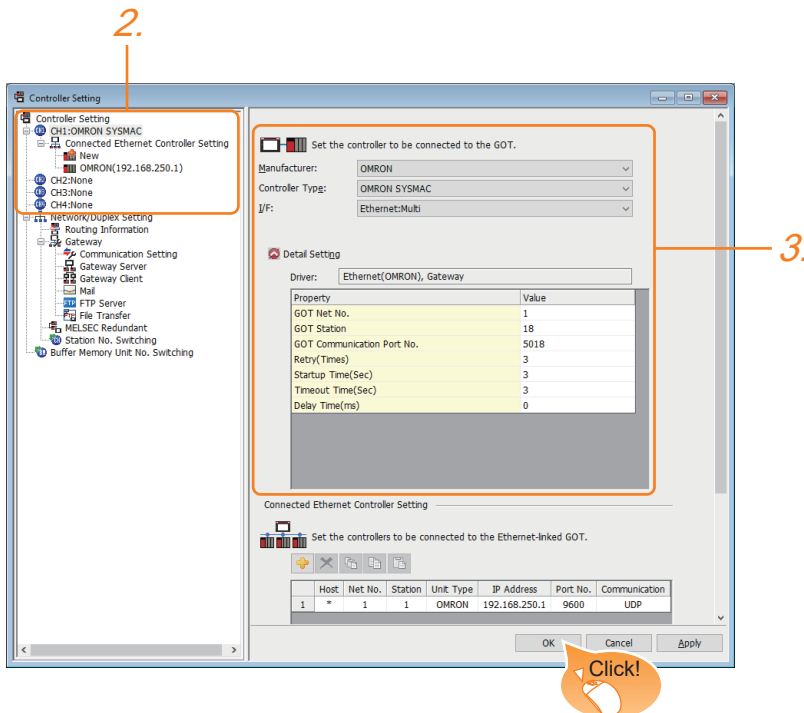 2.
Controller Setting
Controller Setting
CH1:OMRON SYSMAC
Connected Ethernet Controller Setting
New
OMRON(192.168.250.1)
CH2:None
CH3:None
CH4:None
Network/Duplex Setting
Routing Information
Gateway
Communication Setting
Gateway Server
Gateway Client
Mail
FTP Server
File Transfer
MELSEC Redundant
Station No. Switching
Buffer Memory Unit No. Switching
Set the controller to be connected to the GOT.
Manufacturer: OMRON
Controller Type: OMRON SYSMAC
I/F: Ethernet:Multi
3.
Detail Setting
Driver: Ethernet(OMRON), Gateway
Property Value
GOT Net No. 1
GOT Station 18
GOT Communication Port No. 5018
Retry(Times) 3
Startup Time(Sec) 3
Timeout Time(Sec) 3
Delay Time(ms) 0
Connected Ethernet Controller Setting
Set the controllers to be connected to the Ethernet-linked GOT.
Host Net No. Station Unit Type IP Address Port No. Communication
1 * 1 1 OMRON 192.168.250.1 9600 UDP
OK Cancel Apply
Click!